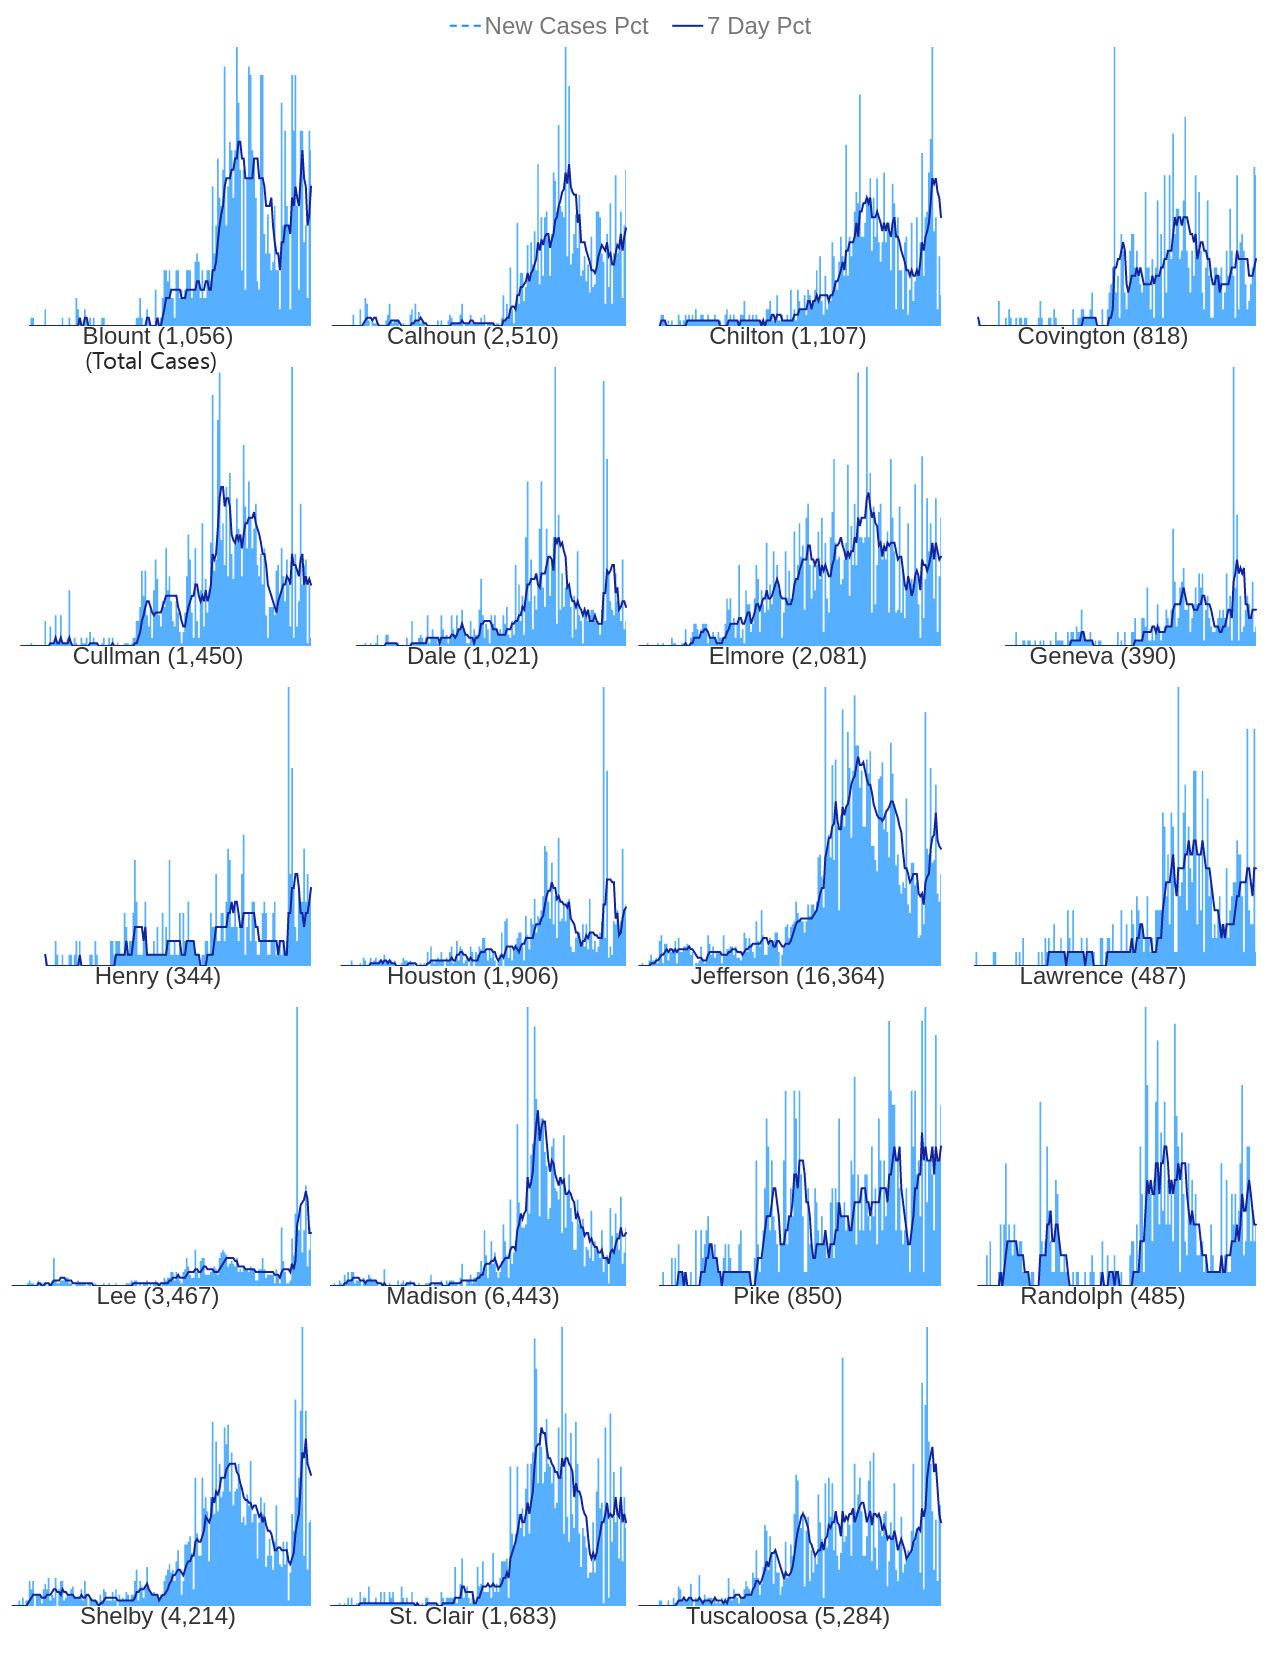 New Cases Pct 7 Day Pct
Blount (1,056) Calhoun (2,510) Chilton (1,107) Covington (818)
(Total Cases)
Cullman (1,450) Dale (1,021) Elmore (2,081) Geneva (390)
Henry (344) Houston (1,906) Jefferson (16,364) Lawrence (487)
Lee (3,467) Madison (6,443) Pike (850) Randolph (485)
Shelby (4,214) St. Clair (1,683) Tuscaloosa (5,284)